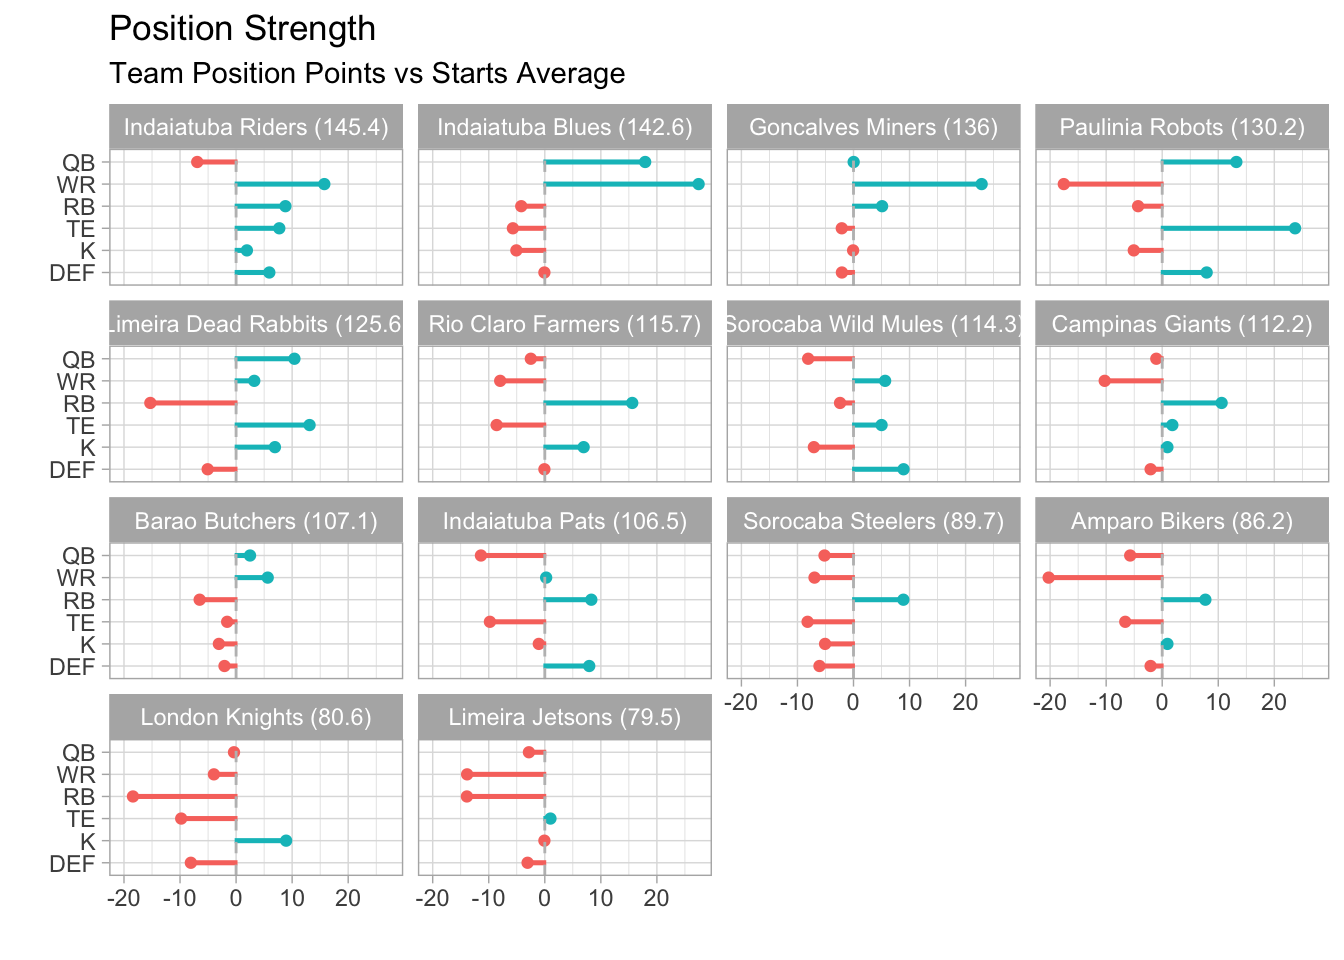 Position Strength
Team Position Points vs Starts Average
Indaiatuba Riders (145.4) Indaiatuba Blues (142.6) Goncalves Miners (136) Paulinia Robots (130.2)
QB
WR
RB
TE
K
DEF
Limeira Dead Rabbits (125.6 Rio Claro Farmers (115.7) Sorocaba Wild Mules (114.3) Campinas Giants (112.2)
QB
WR
RB
TE
K
DEF
Barao Butchers (107.1) Indaiatuba Pats (106.5) Sorocaba Steelers (89.7) Amparo Bikers (86.2)
QB
WR
RB
TE
K
DEF
-20 -10 0 10 20 -20 -10 0 10 20
London Knights (80.6) Limeira Jetsons (79.5)
QB
WR
RB
TE
K
DEF
-20 -10 0 10 20 -20 -10 0 10 20